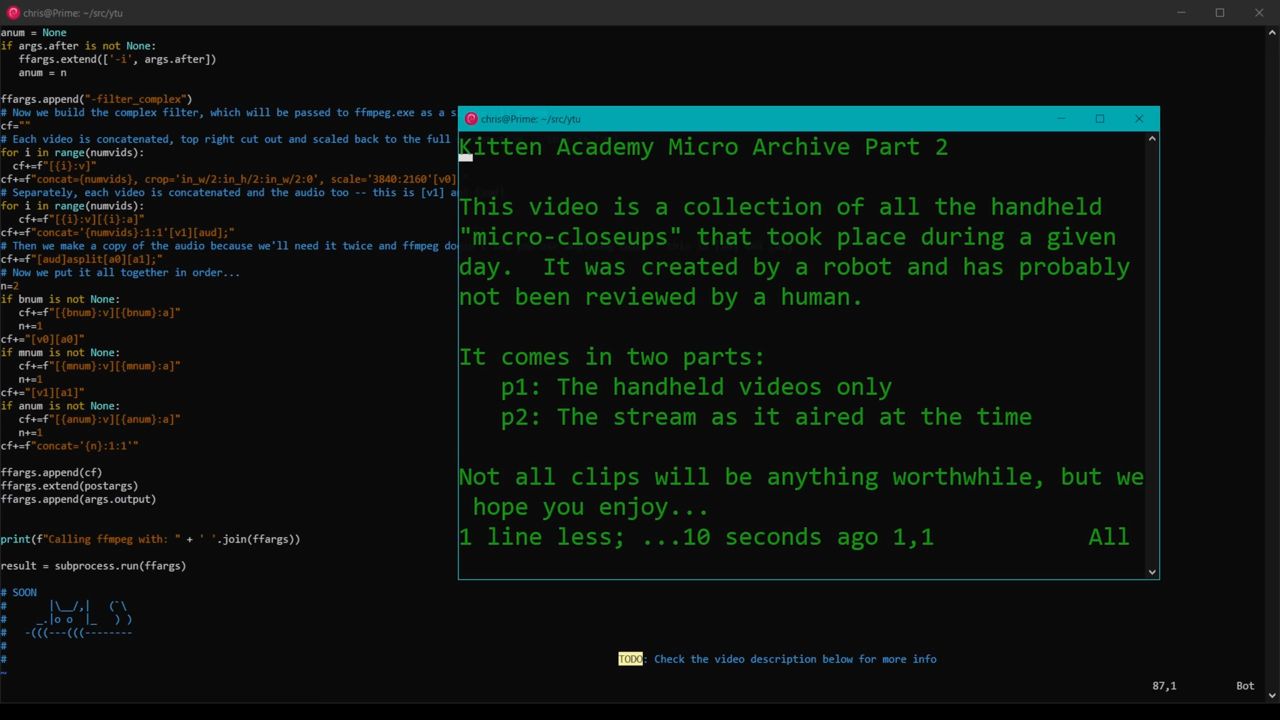 chris@Prime: ~/src/ytu
anum = None
if args.after is not None:
   ffargs.extend(['-i', args.after])
   anum = n
ffargs.append("-filter_complex")
# Now we build the complex filter, which will be passed to ffmpeg.exe as a s
cf=""
# Each video is concatenated, top right cut out and scaled back to the full
for i in range(numvids):
  cf+=f"[{i}:v]"
cf+=f"concat={numvids}, crop='in_w/2:in_h/2:in_w/2:0', scale='3840:2160'[v0]
# Separately, each video is concatenated and the audio too -- this is [v1] a
for i in range(numvids):
   cf+=f"[{i}:v][{i}:a]"
cf+=f"concat='{numvids}:1:1'[v1][aud];"
# Then we make a copy of the audio because we'll need it twice and ffmpeg do
cf+=f"[aud]asplit[a0][a1];"
# Now we put it all together in order...
n=2
if bnum is not None:
   cf+=f"[{bnum}:v][{bnum}:a]"
   n+=1
cf+="[v0][a0]"
if mnum is not None:
   cf+=f"[{mnum}:v][{mnum}:a]"
   n+=1
cf+="[v1][a1]"
if anum is not None:
   cf+=f"[{anum}:v][{anum}:a]"
   n+=1
cf+=f"concat='{n}:1:1'"
ffargs.append(cf)
ffargs.extend(postargs)
ffargs.append(args.output)
print(f"Calling ffmpeg with: " + ' '.join(ffargs))
result = subprocess.run(ffargs)
# SOON
#       |\__/,|   (`\
#     _.|o o  |_   ) )
#   -(((---(((--------
#
#
~
TODO: Check the video description below for more info
87,1 Bot
chris@Prime: ~/src/ytu
Kitten Academy Micro Archive Part 2
This video is a collection of all the handheld
"micro-closeups" that took place during a given
day.  It was created by a robot and has probably
not been reviewed by a human.
It comes in two parts:
   p1: The handheld videos only
   p2: The stream as it aired at the time
Not all clips will be anything worthwhile, but we
 hope you enjoy...
1 line less; ...10 seconds ago 1,1 All